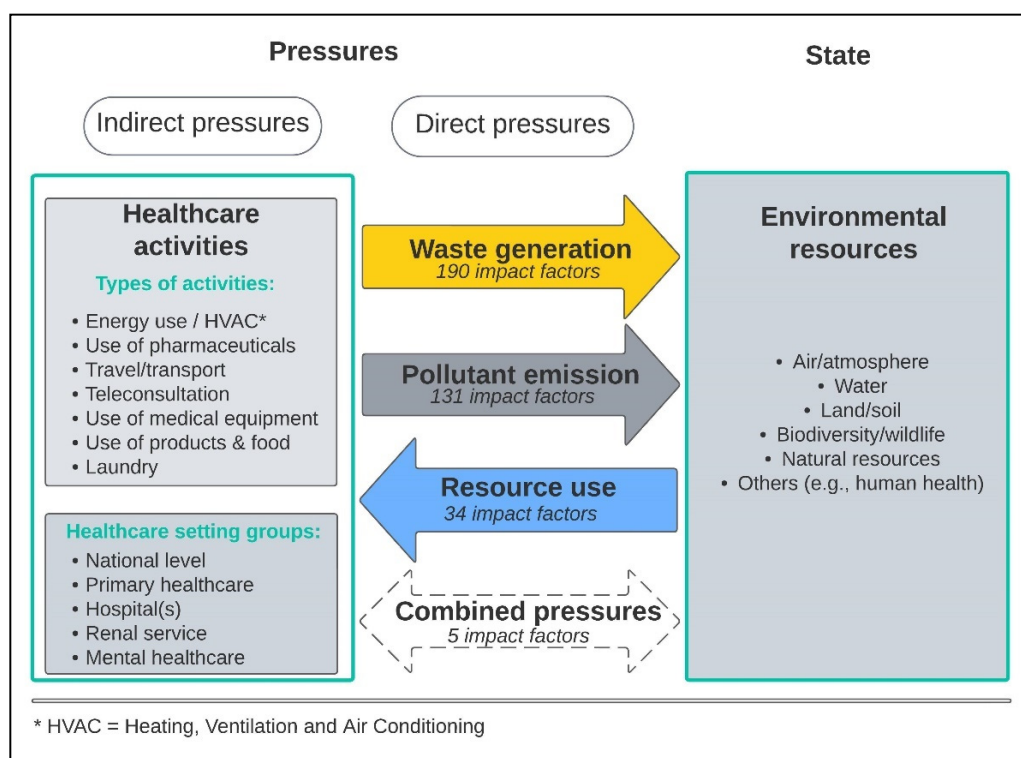 Pressures
State
Indirect pressures
Direct pressures
Healthcare
activities
Types of activities:
• Energy use / HVAC*
• Use of pharmaceuticals
• Travel/transport
• Teleconsultation
• Use of medical equipment
• Use of products & food
• Laundry
Healthcare setting groups:
• National level
• Primary healthcare
• Hospital(s)
• Renal service
• Mental healthcare
Waste generation
190 impact factors
Pollutant emission
131 impact factors
Resource use
34 impact factors
Combined pressures
5 impact factors
Environmental
resources
• Air/atmosphere
• Water
• Land/soil
• Biodiversity/wildlife
• Natural resources
• Others (e.g., human health)
* HVAC = Heating, Ventilation and Air Conditioning